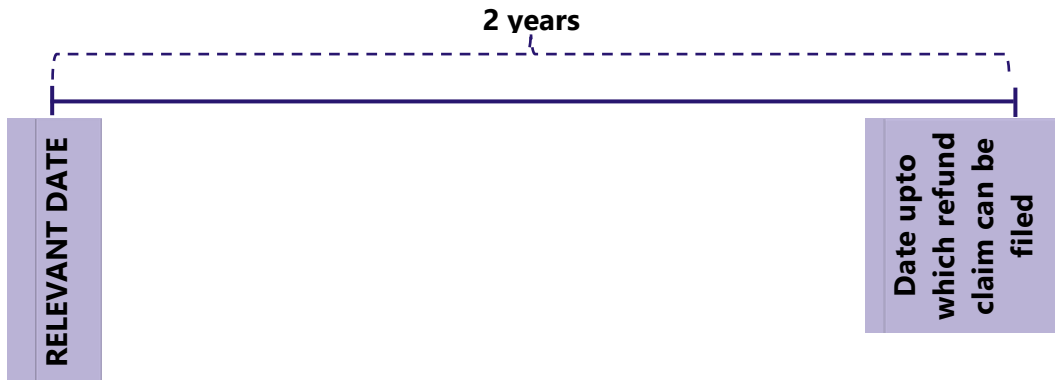 2 years
RELEVANT DATE
Date upto
which refund
claim can be
filed